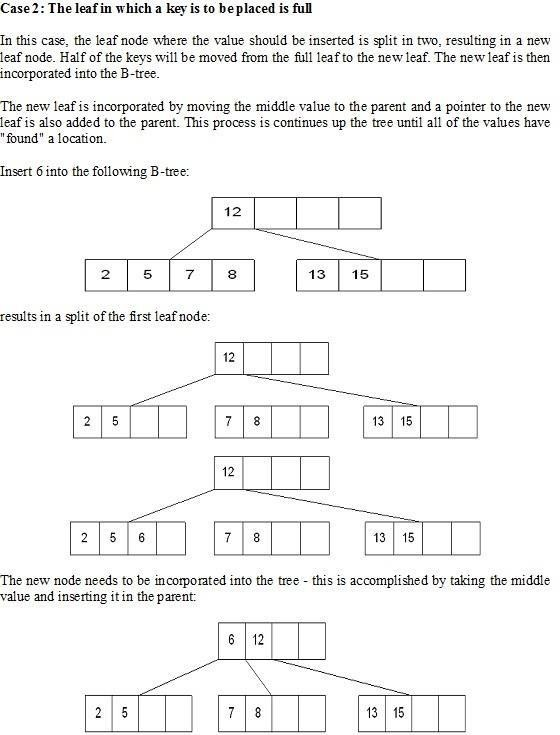 Case 2: The leaf in which a key is to be placed is full
In this case, the leaf node where the value should be inserted is split in two, resulting in a new
leaf node. Half of the keys will be moved from the full leaf to the new leaf. The new leaf is then
incorporated into the B-tree.
The new leaf is incorporated by moving the middle value to the parent and a pointer to the new
leaf is also added to the parent. This process is continues up the tree until all of the values have
"found" a location.
Insert 6 into the following B-tree:
12
2 5 7 8 13 15
results in a split of the first leaf node:
12
2 5 7 8 13 15
12
2 5 6 7 8 13 15
The new node needs to be incorporated into the tree - this is accomplished by taking the middle
value and inserting it in the parent:
6 12
2 5 7 8 13 15